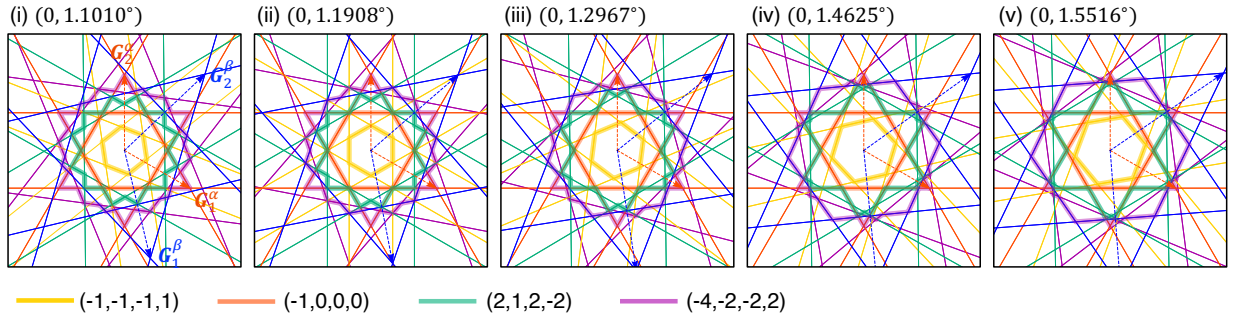 (i) (0, 1.1010°)
(ii) (0, 1.1908°)
(iii) (0, 1.2967°)
(iv) (0, 1.4625°)
(v) (0, 1.5516°)
G₂^α
G₂^β
G₁^α
G₁^β
(-1,-1,-1,1)
(-1,0,0,0)
(2,1,2,-2)
(-4,-2,-2,2)